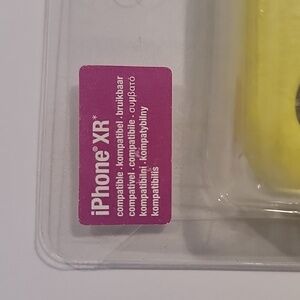 iPhone® XR*
compatible . kompatibel . bruikbaar
compatível . compatibile . συμβατό
kompatibilní . kompatybilny
kompatibilis